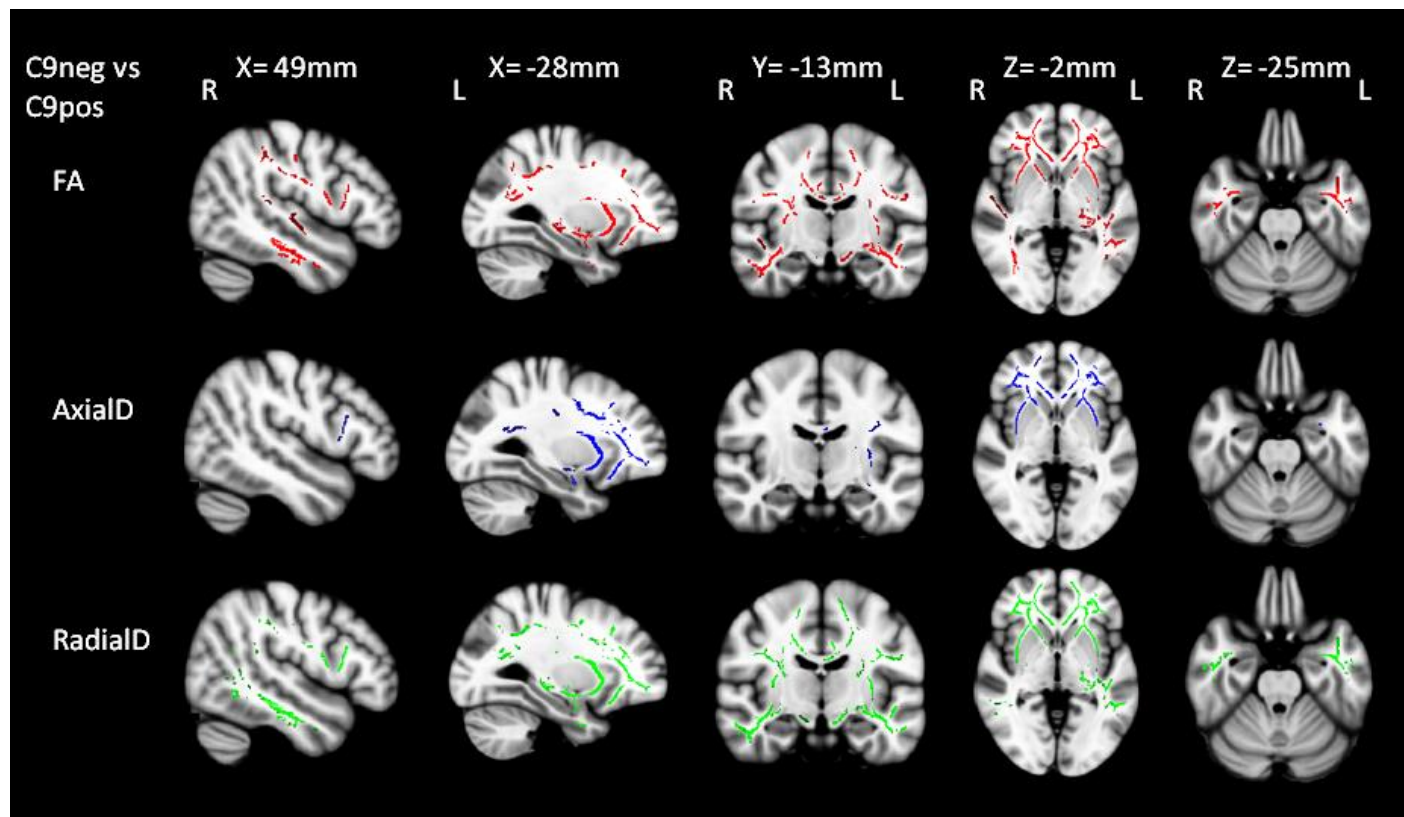 C9neg vs
C9pos
X= 49mm
X= -28mm
Y= -13mm
Z= -2mm
Z= -25mm
R
L
R
L
R
L
R
L
FA
AxialD
RadialD